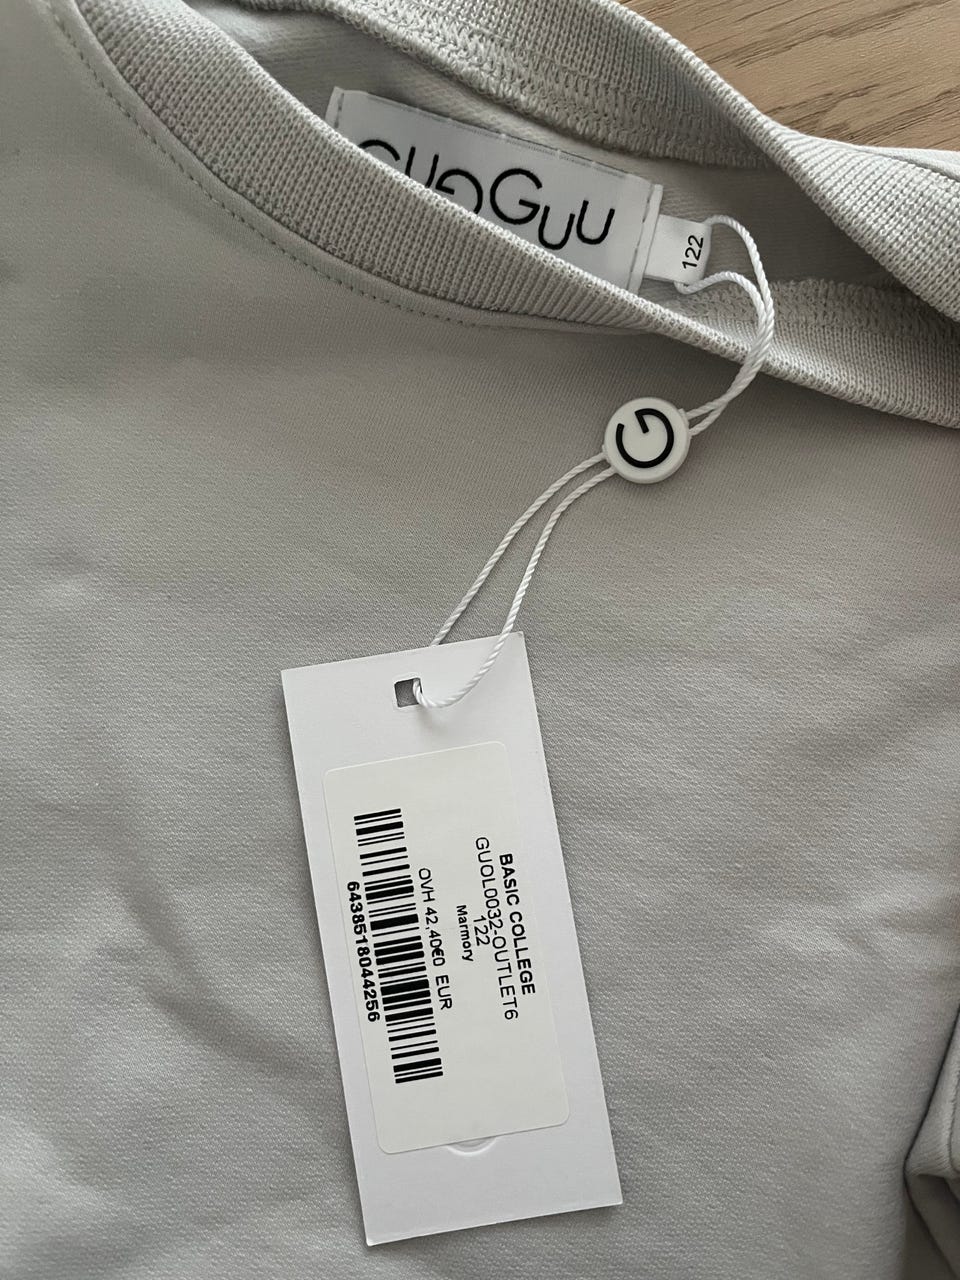 GUGGUU
122
G
BASIC COLLEGE
GUOL0032-OUTLET6
122
Marmory
OVH 42,40€0 EUR
6438518044256